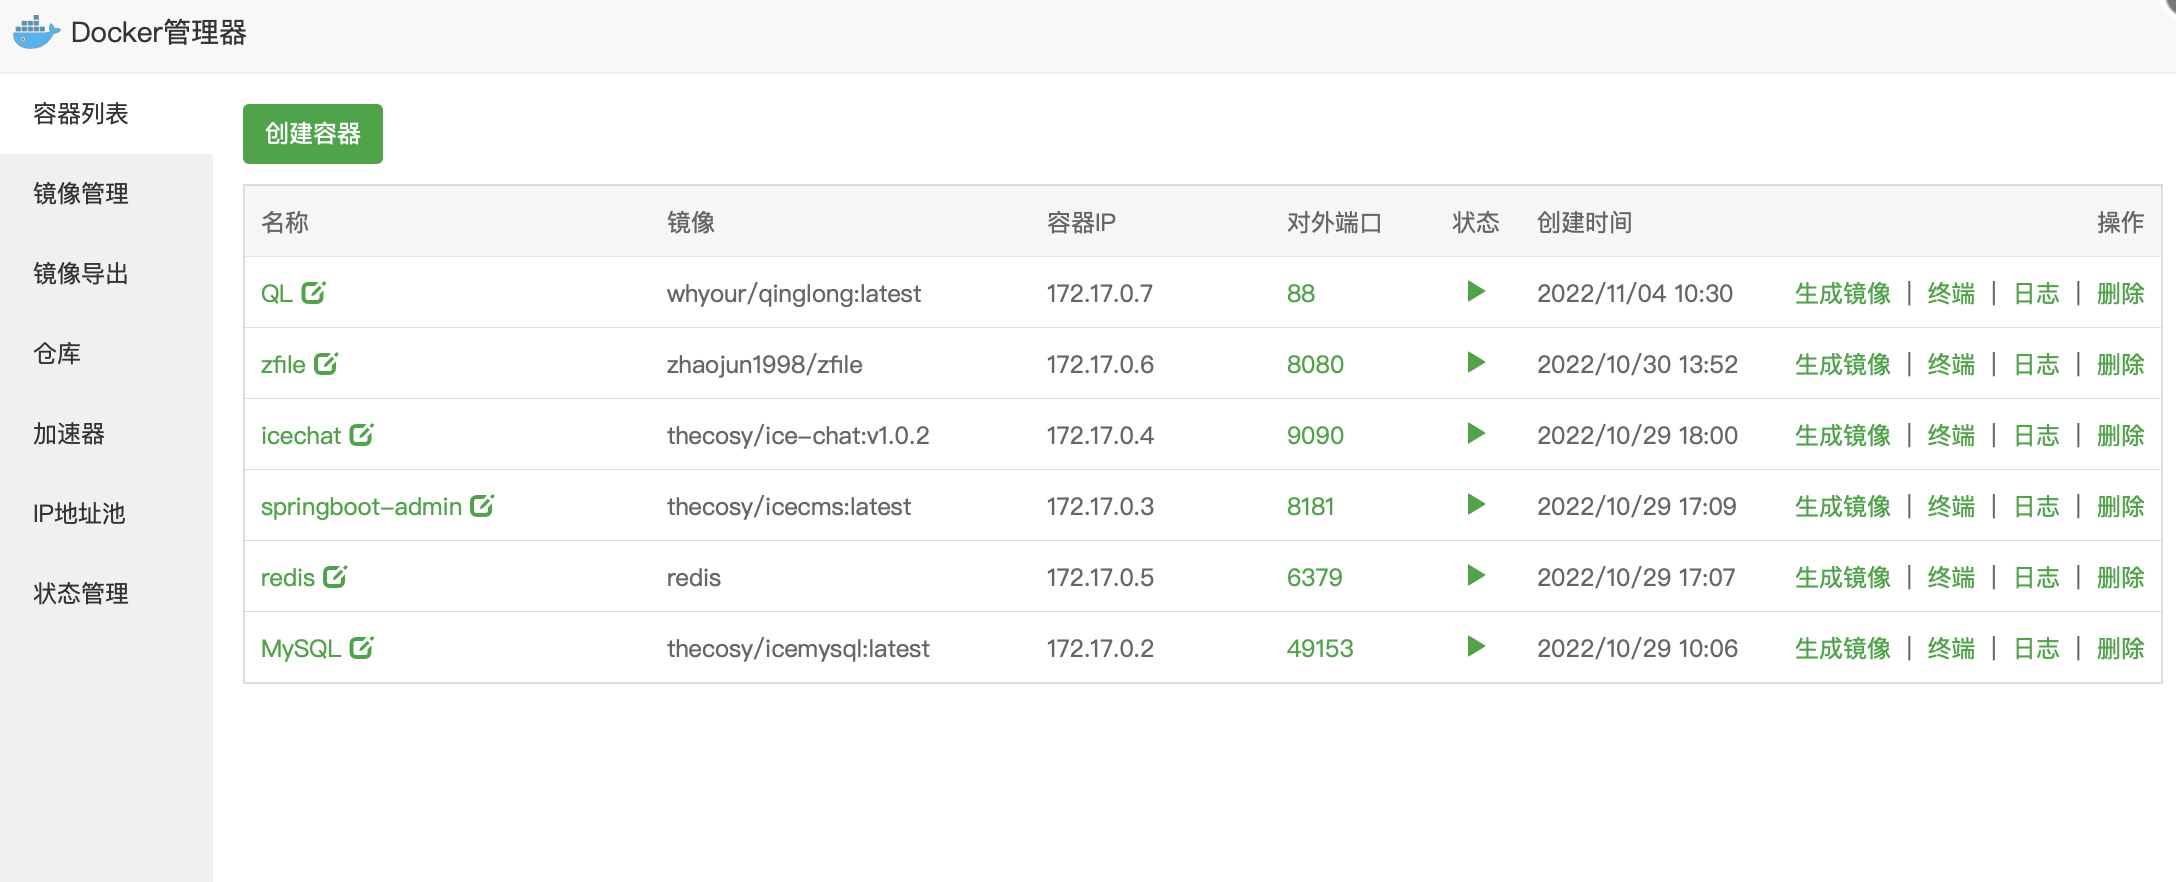 Docker管理器
容器列表
镜像管理
镜像导出
仓库
加速器
IP地址池
状态管理
创建容器
名称 镜像 容器IP 对外端口 状态 创建时间 操作
QL whyour/qinglong:latest 172.17.0.7 88 2022/11/04 10:30 生成镜像 | 终端 | 日志 | 删除
zfile zhaojun1998/zfile 172.17.0.6 8080 2022/10/30 13:52 生成镜像 | 终端 | 日志 | 删除
icechat thecosy/ice-chat:v1.0.2 172.17.0.4 9090 2022/10/29 18:00 生成镜像 | 终端 | 日志 | 删除
springboot-admin thecosy/icecms:latest 172.17.0.3 8181 2022/10/29 17:09 生成镜像 | 终端 | 日志 | 删除
redis redis 172.17.0.5 6379 2022/10/29 17:07 生成镜像 | 终端 | 日志 | 删除
MySQL thecosy/icemysql:latest 172.17.0.2 49153 2022/10/29 10:06 生成镜像 | 终端 | 日志 | 删除